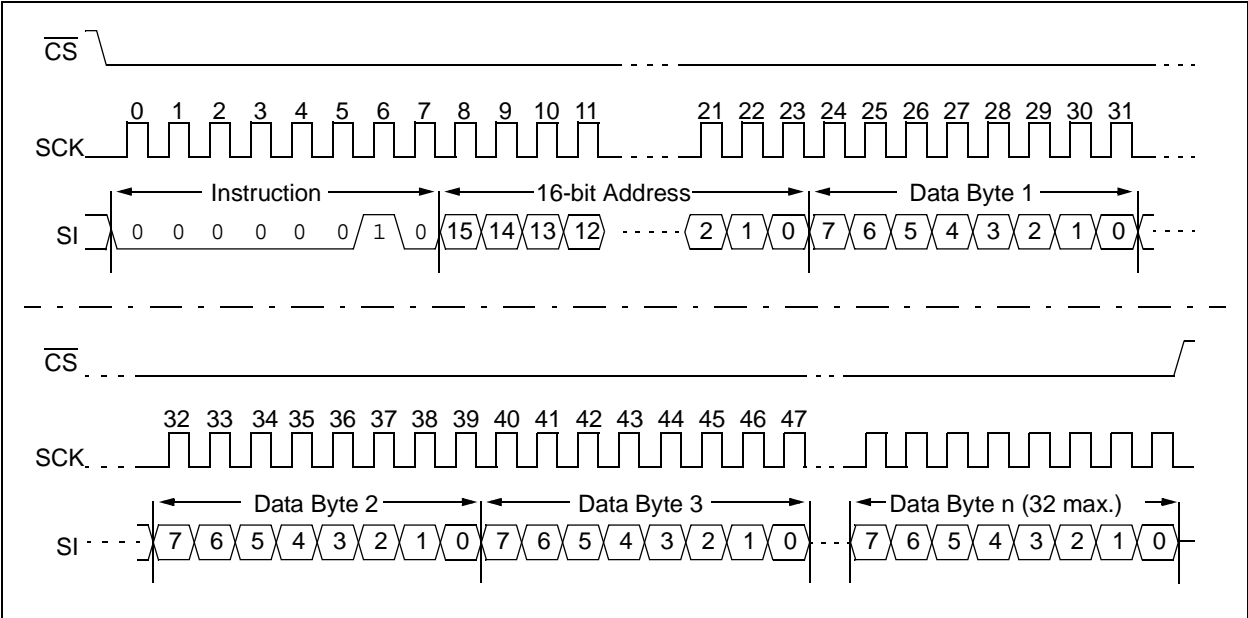 CS
0 1 2 3 4 5 6 7 8 9 10 11 21 22 23 24 25 26 27 28 29 30 31
SCK
Instruction 16-bit Address Data Byte 1
SI 0 0 0 0 0 0 1 0 15 14 13 12 2 1 0 7 6 5 4 3 2 1 0
CS
32 33 34 35 36 37 38 39 40 41 42 43 44 45 46 47
SCK
Data Byte 2 Data Byte 3 Data Byte n (32 max.)
SI 7 6 5 4 3 2 1 0 7 6 5 4 3 2 1 0 7 6 5 4 3 2 1 0